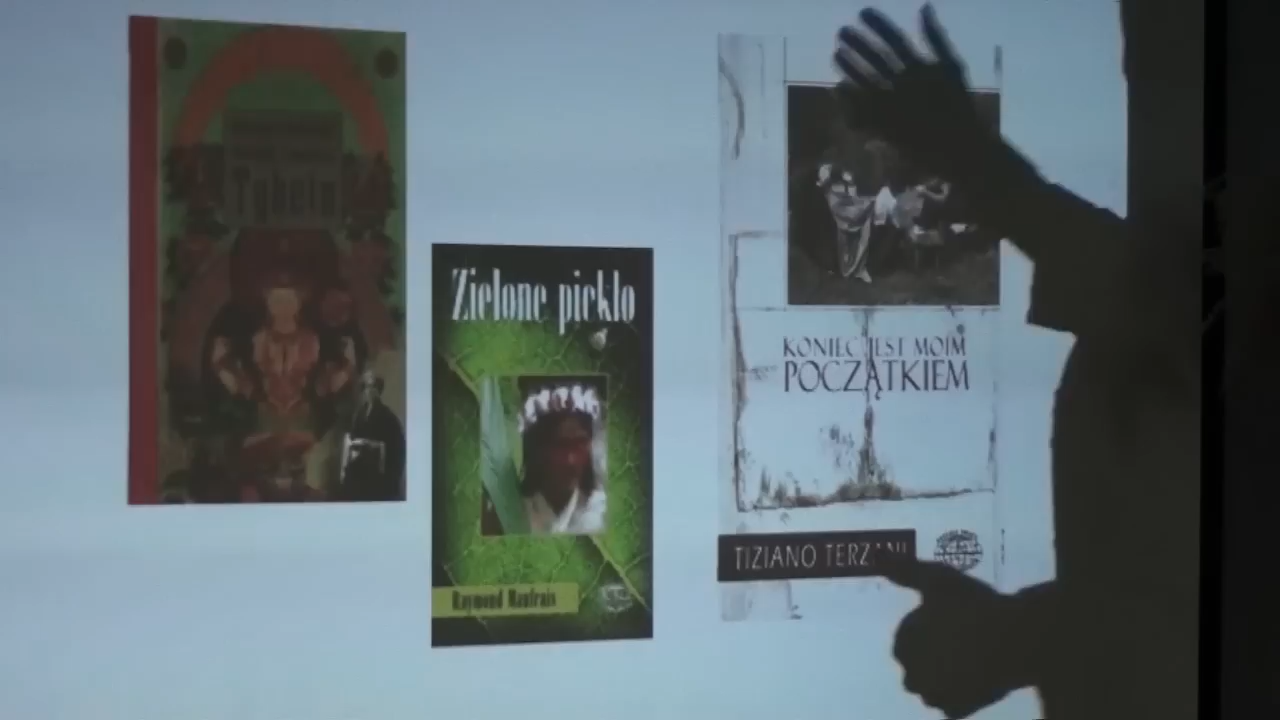 Zielone piekło
Raymond Maufrais
KONIEC JEST MOIM
POCZĄTKIEM
TIZIANO TERZANI